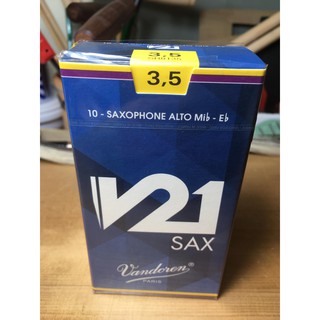 3,5
3,5
10 - SAXOPHONE ALTO Mib - Eb
V21
SAX
Vandoren
PARIS